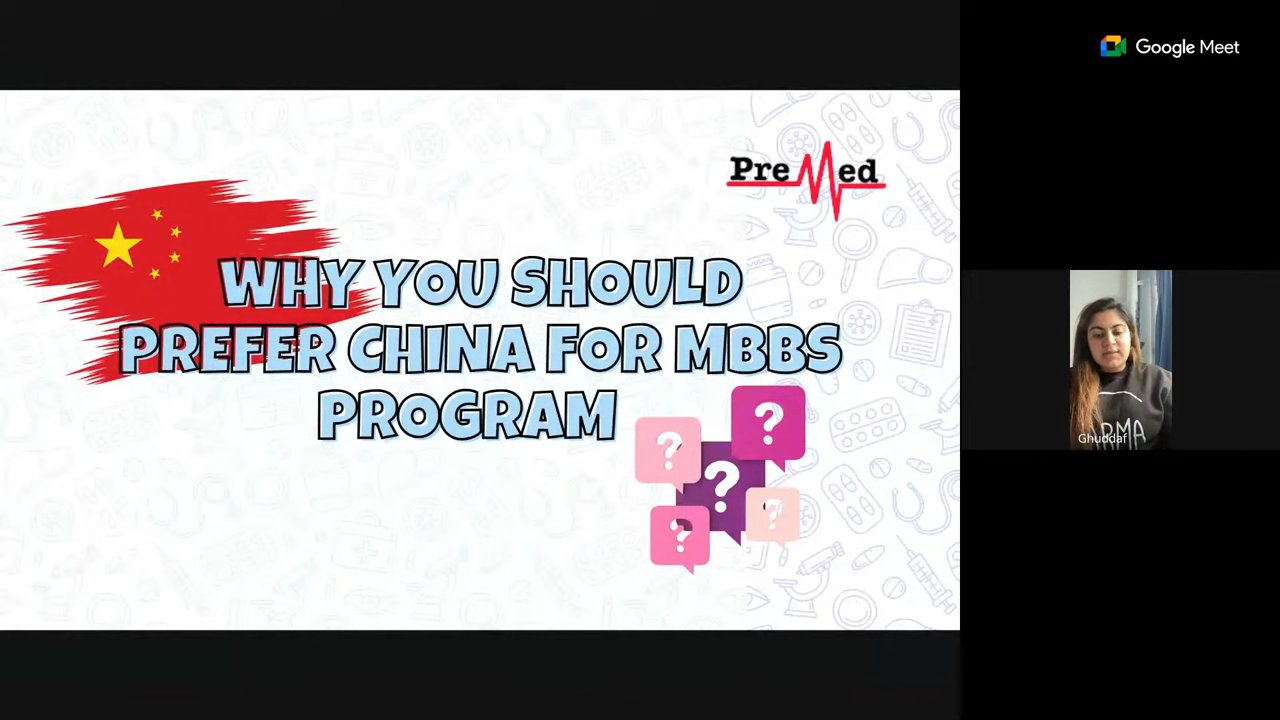 Google Meet
PreMed
WHY YOU SHOULD
PREFER CHINA FOR MBBS
PROGRAM
?
?
?
?
?
Ghuddaf